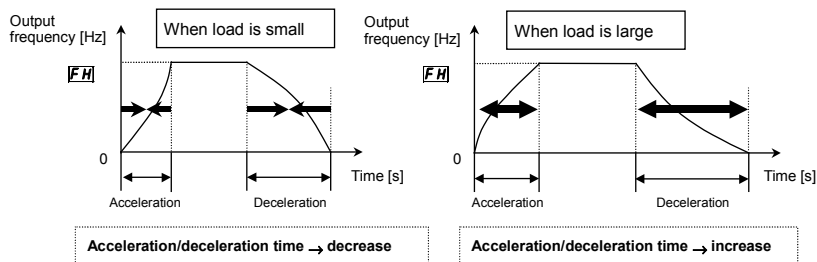 Output
frequency [Hz]
When load is small
FH
0
Time [s]
Acceleration
Deceleration
Acceleration/deceleration time → decrease
Output
frequency [Hz]
When load is large
FH
0
Time [s]
Acceleration
Deceleration
Acceleration/deceleration time → increase